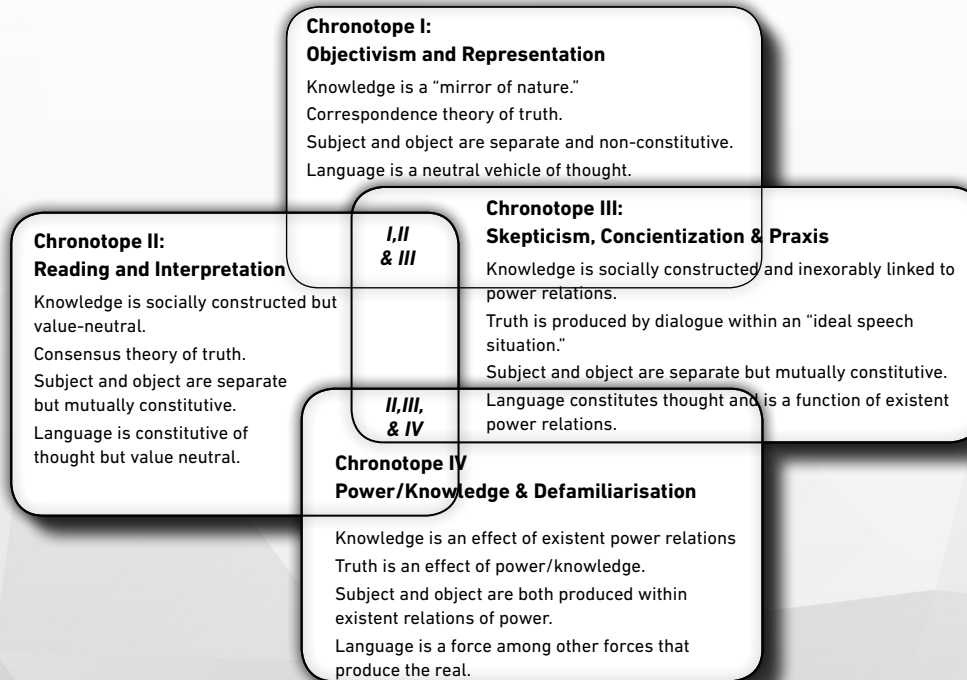 Chronotope I:
Objectivism and Representation
Knowledge is a “mirror of nature.”
Correspondence theory of truth.
Subject and object are separate and non-constitutive.
Language is a neutral vehicle of thought.
Chronotope II:
Reading and Interpretation
Knowledge is socially constructed but
value-neutral.
Consensus theory of truth.
Subject and object are separate
but mutually constitutive.
Language is constitutive of
thought but value neutral.
I,II
& III
Chronotope III:
Skepticism, Concientization & Praxis
Knowledge is socially constructed and inexorably linked to
power relations.
Truth is produced by dialogue within an “ideal speech
situation.”
Subject and object are separate but mutually constitutive.
Language constitutes thought and is a function of existent
power relations.
II,III,
& IV
Chronotope IV
Power/Knowledge & Defamiliarisation
Knowledge is an effect of existent power relations
Truth is an effect of power/knowledge.
Subject and object are both produced within
existent relations of power.
Language is a force among other forces that
produce the real.